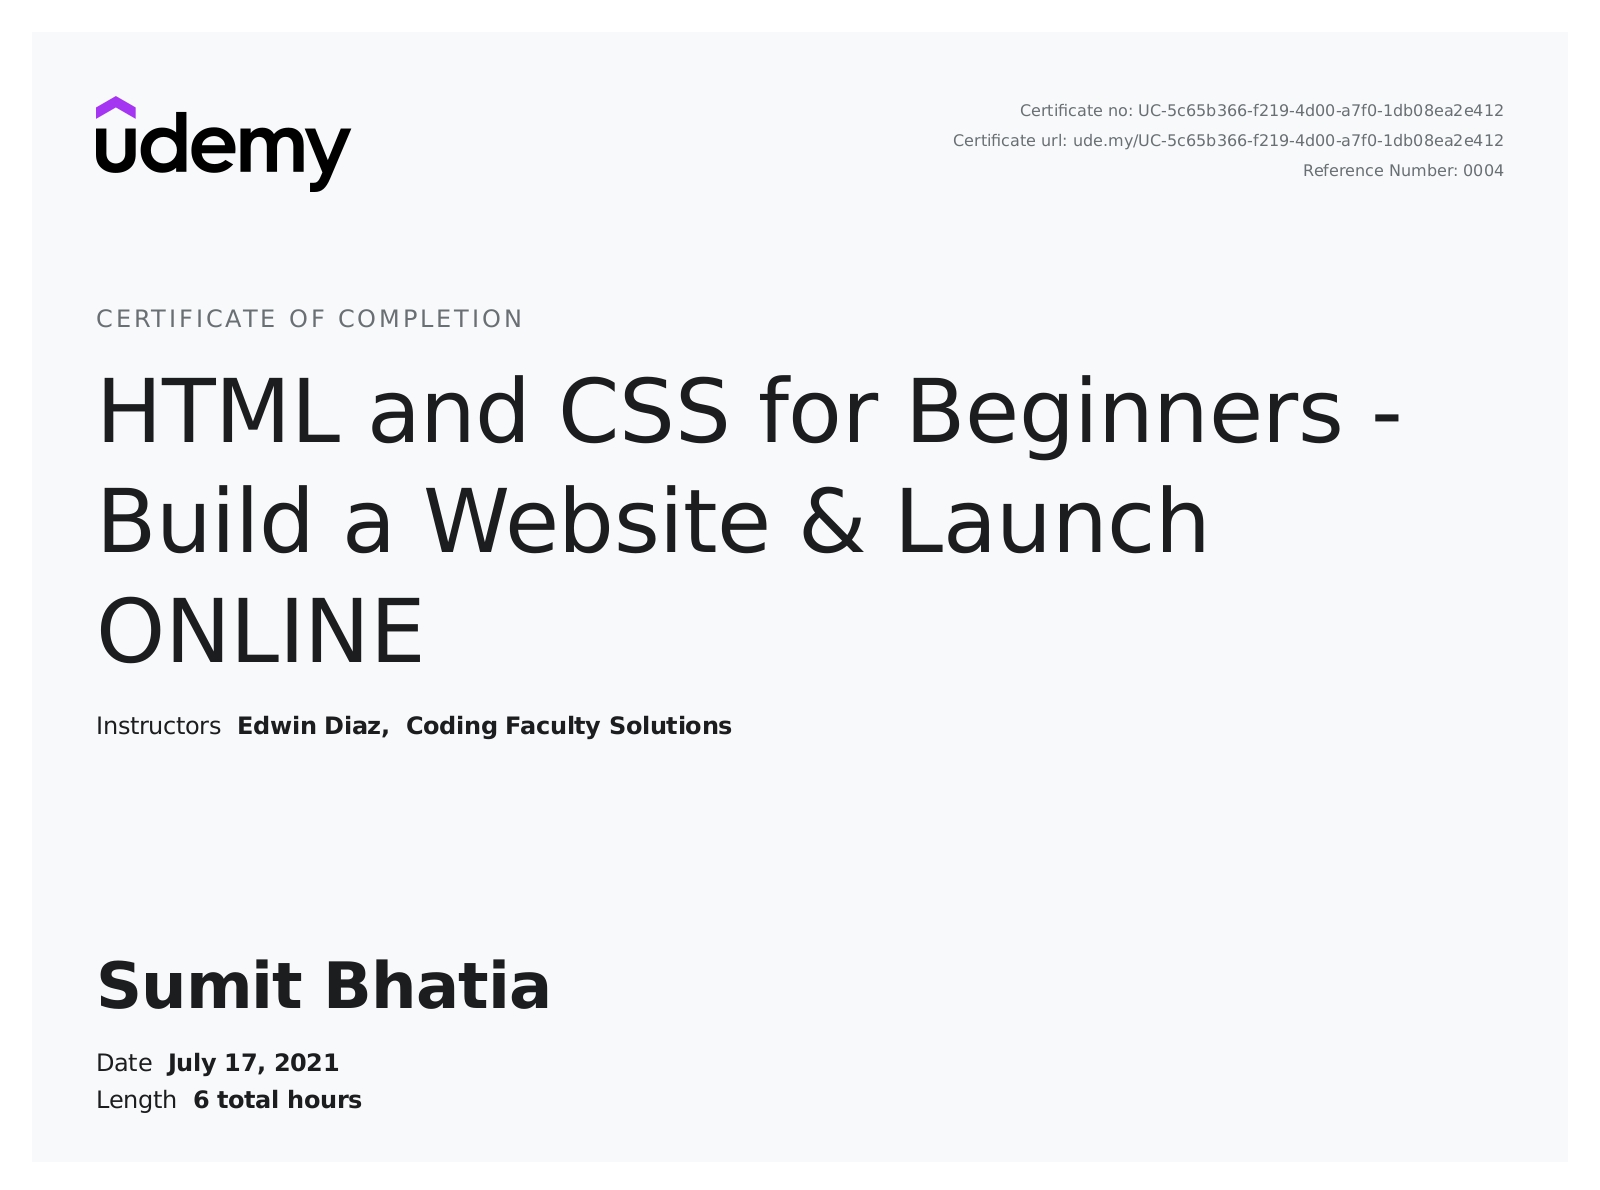 udemy
Certificate no: UC-5c65b366-f219-4d00-a7f0-1db08ea2e412
Certificate url: ude.my/UC-5c65b366-f219-4d00-a7f0-1db08ea2e412
Reference Number: 0004
CERTIFICATE OF COMPLETION
HTML and CSS for Beginners -
Build a Website & Launch
ONLINE
Instructors Edwin Diaz, Coding Faculty Solutions
Sumit Bhatia
Date July 17, 2021
Length 6 total hours